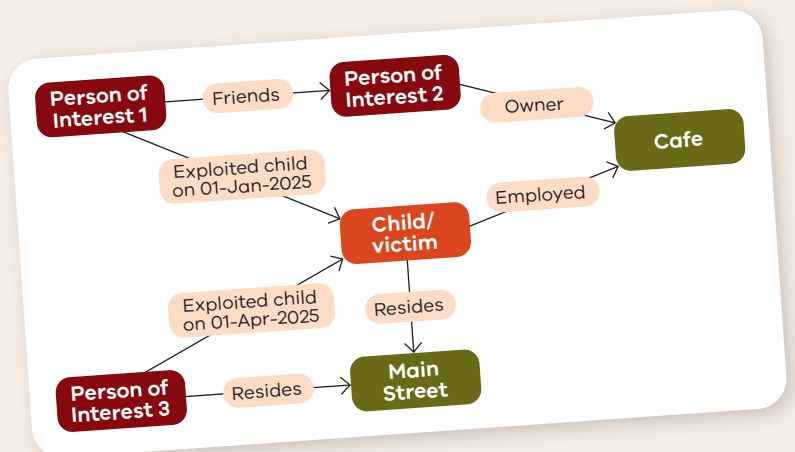 Person of
Interest 1
Friends
Person of
Interest 2
Owner
Cafe
Exploited child
on 01-Jan-2025
Employed
Child/
victim
Exploited child
on 01-Apr-2025
Resides
Main
Street
Person of
Interest 3
Resides